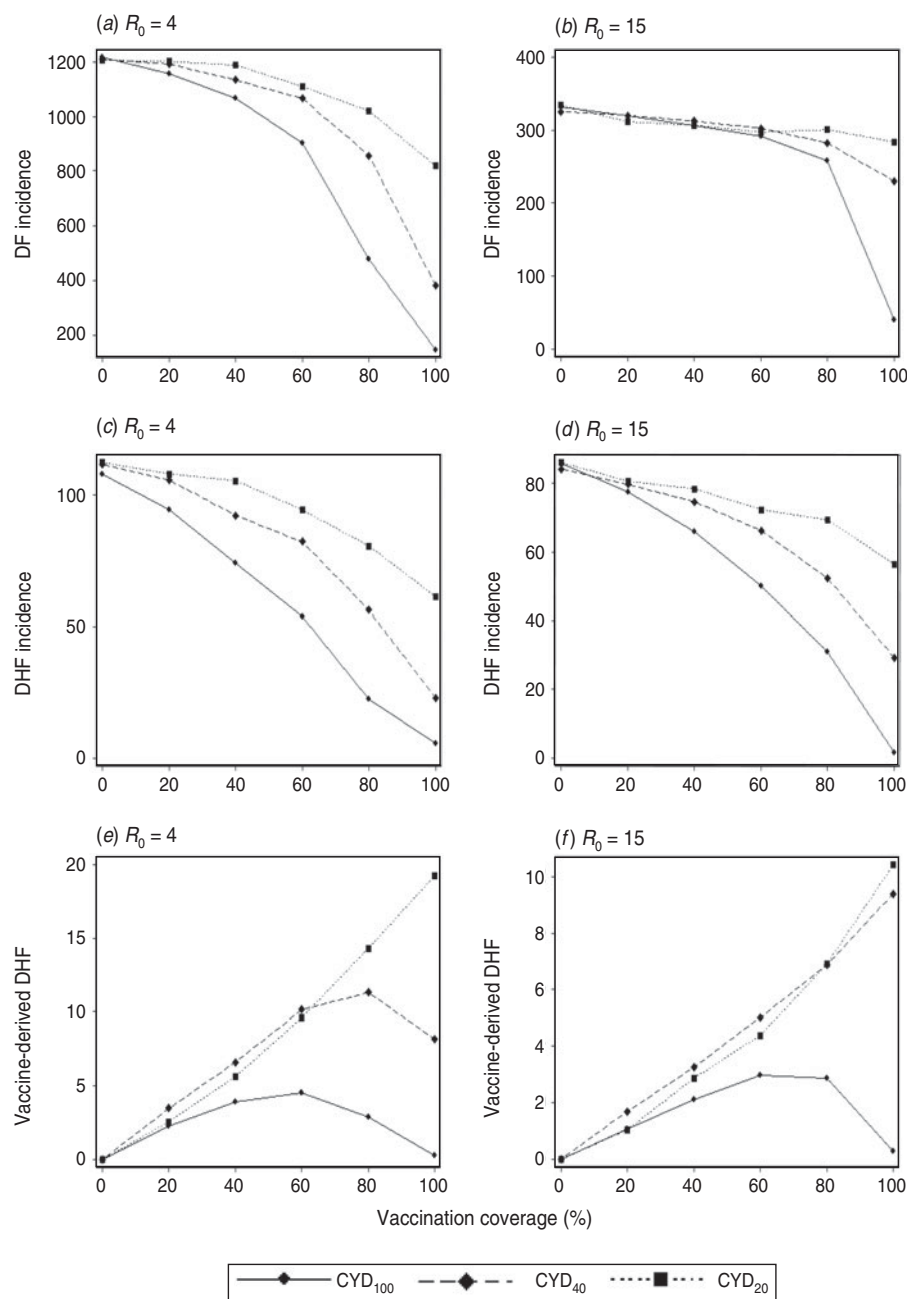 (a) R0 = 4
1200
1000
800
600
400
200
DF incidence
0 20 40 60 80 100
(b) R0 = 15
400
300
200
100
0
DF incidence
0 20 40 60 80 100
(c) R0 = 4
100
50
0
DHF incidence
0 20 40 60 80 100
(d) R0 = 15
80
60
40
20
0
DHF incidence
0 20 40 60 80 100
(e) R0 = 4
20
15
10
5
0
Vaccine-derived DHF
0 20 40 60 80 100
(f) R0 = 15
10
8
6
4
2
0
Vaccine-derived DHF
0 20 40 60 80 100
Vaccination coverage (%)
CYD100 CYD40 CYD20